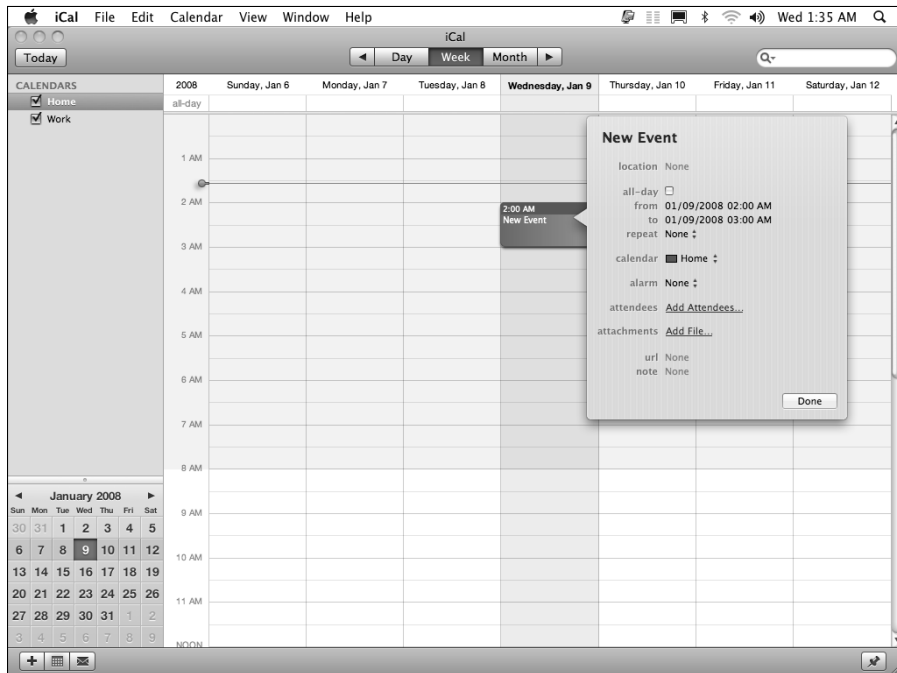 iCal File Edit Calendar View Window Help Wed 1:35 AM
iCal
Today Day Week Month
CALENDARS
Home
Work
2008 Sunday, Jan 6 Monday, Jan 7 Tuesday, Jan 8 Wednesday, Jan 9 Thursday, Jan 10 Friday, Jan 11 Saturday, Jan 12
all-day
1 AM
2 AM
3 AM
4 AM
5 AM
6 AM
7 AM
8 AM
9 AM
10 AM
11 AM
NOON
2:00 AM
New Event
New Event
location None
all-day
from 01/09/2008 02:00 AM
to 01/09/2008 03:00 AM
repeat None
calendar Home
alarm None
attendees Add Attendees...
attachments Add File...
url None
note None
Done
January 2008
Sun Mon Tue Wed Thu Fri Sat
30 31 1 2 3 4 5
6 7 8 9 10 11 12
13 14 15 16 17 18 19
20 21 22 23 24 25 26
27 28 29 30 31 1 2
3 4 5 6 7 8 9